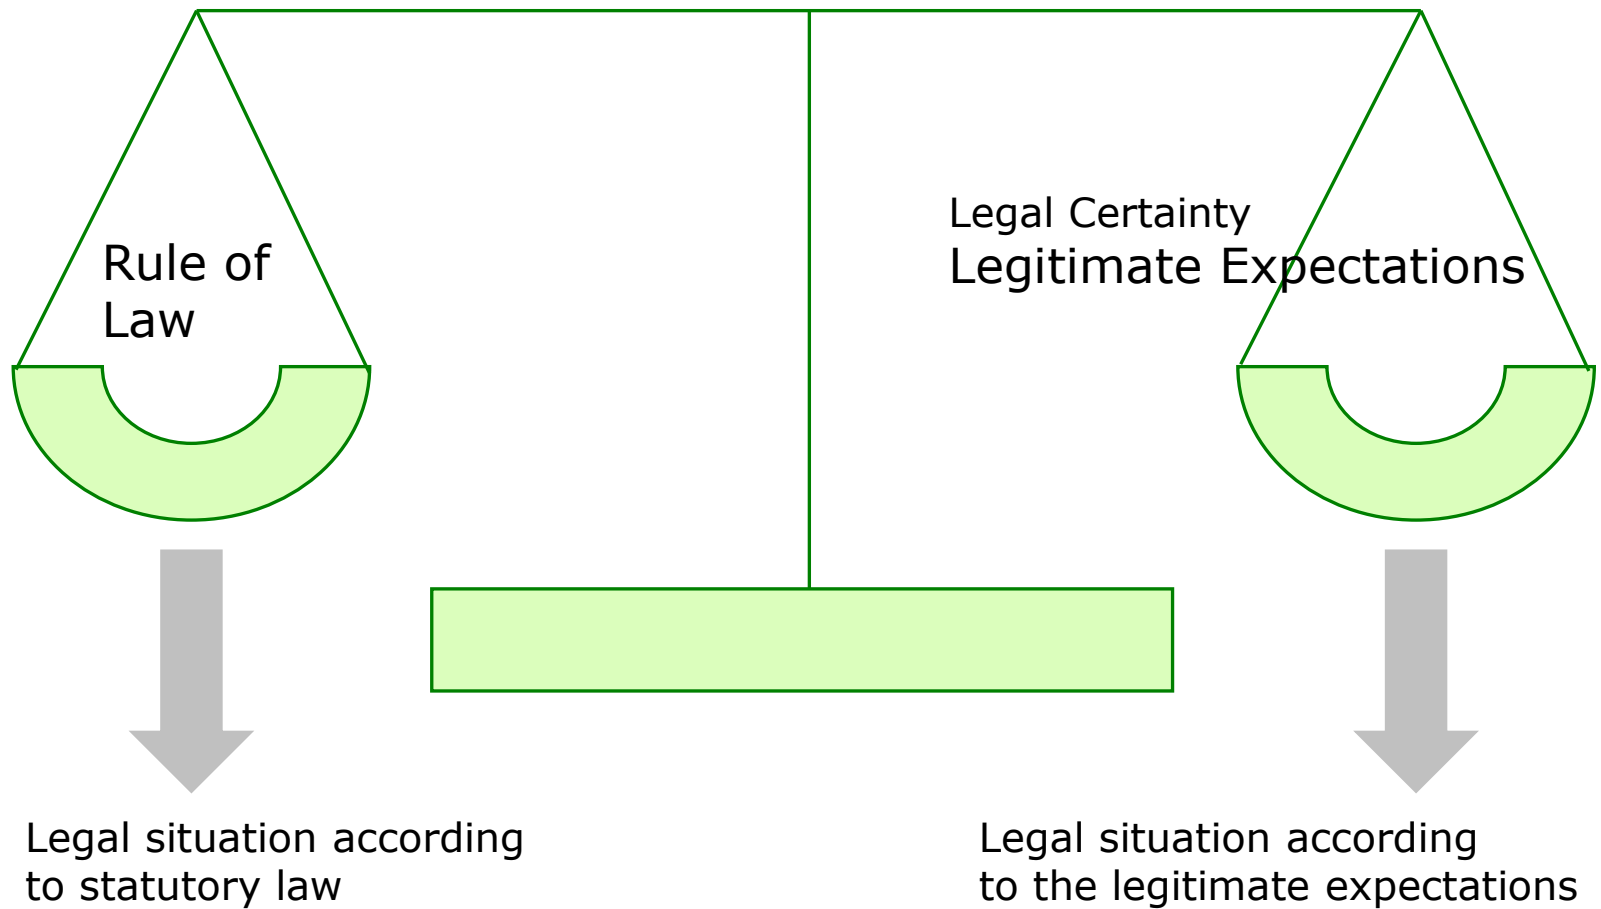 Rule of
Law
Legal Certainty
Legitimate Expectations
Legal situation according
to statutory law
Legal situation according
to the legitimate expectations